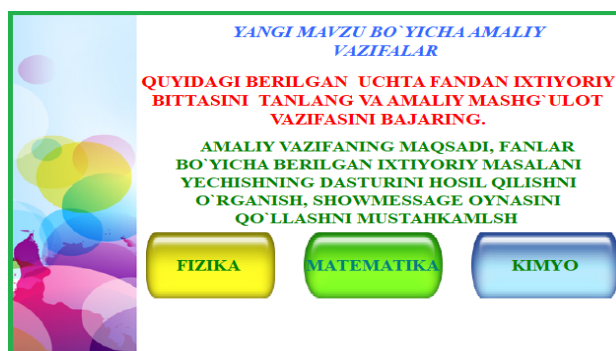 YANGI MAVZU BO`YICHA AMALIY
VAZIFALAR
QUYIDAGI BERILGAN UCHTA FANDAN IXTIYORIY
BITTASINI TANLANG VA AMALIY MASHG`ULOT
VAZIFASINI BAJARING.
AMALIY VAZIFANING MAQSADI, FANLAR
BO`YICHA BERILGAN IXTIYORIY MASALANI
YECHISHNING DASTURINI HOSIL QILISHNI
O`RGANISH, SHOWMESSAGE OYNASINI
QO`LLASHNI MUSTAHKAMLSH
FIZIKA MATEMATIKA KIMYO